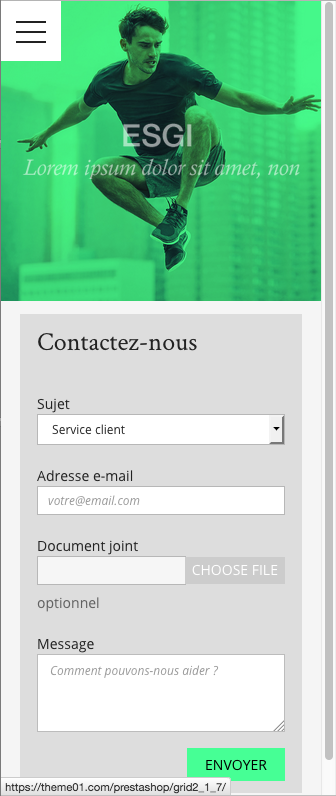 ESGI
Lorem ipsum dolor sit amet, non
Contactez-nous
Sujet
Service client
Adresse e-mail
votre@email.com
Document joint
CHOOSE FILE
optionnel
Message
Comment pouvons-nous aider ?
ENVOYER
https://theme01.com/prestashop/grid2_1_7/